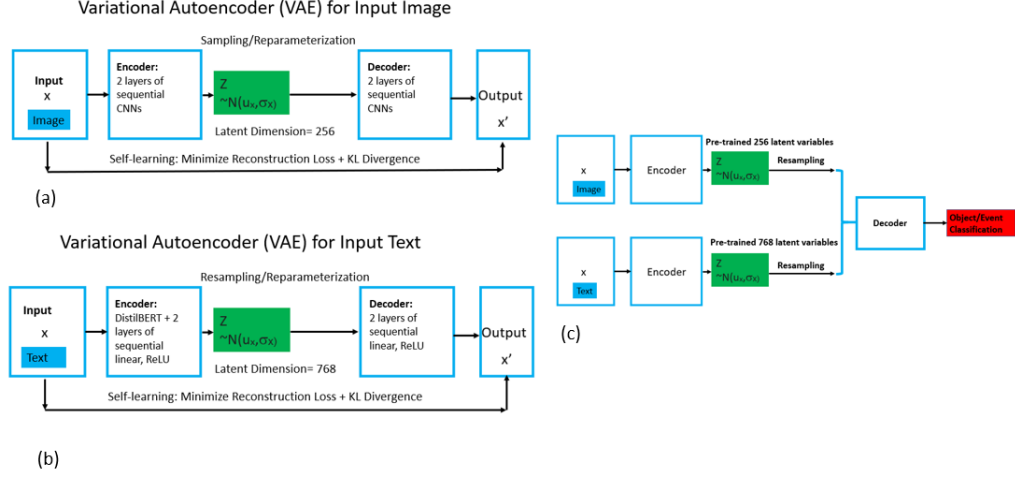 Variational Autoencoder (VAE) for Input Image
Sampling/Reparameterization
Input
x
Image
Encoder:
2 layers of
sequential
CNNs
Z
~N(uₓ,σₓ)
Latent Dimension= 256
Decoder:
2 layers of
sequential
CNNs
Output
x’
Self-learning: Minimize Reconstruction Loss + KL Divergence
(a)
Variational Autoencoder (VAE) for Input Text
Resampling/Reparameterization
Input
x
Text
Encoder:
DistilBERT + 2
layers of
sequential
linear, ReLU
Z
~N(uₓ,σₓ)
Latent Dimension= 768
Decoder:
2 layers of
sequential
linear, ReLU
Output
x’
Self-learning: Minimize Reconstruction Loss + KL Divergence
(b)
Pre-trained 256 latent variables
x
Image
Encoder
Z
~N(uₓ,σₓ)
Resampling
Pre-trained 768 latent variables
x
Text
Encoder
Z
~N(uₓ,σₓ)
Resampling
Decoder
Object/Event
Classification
(c)